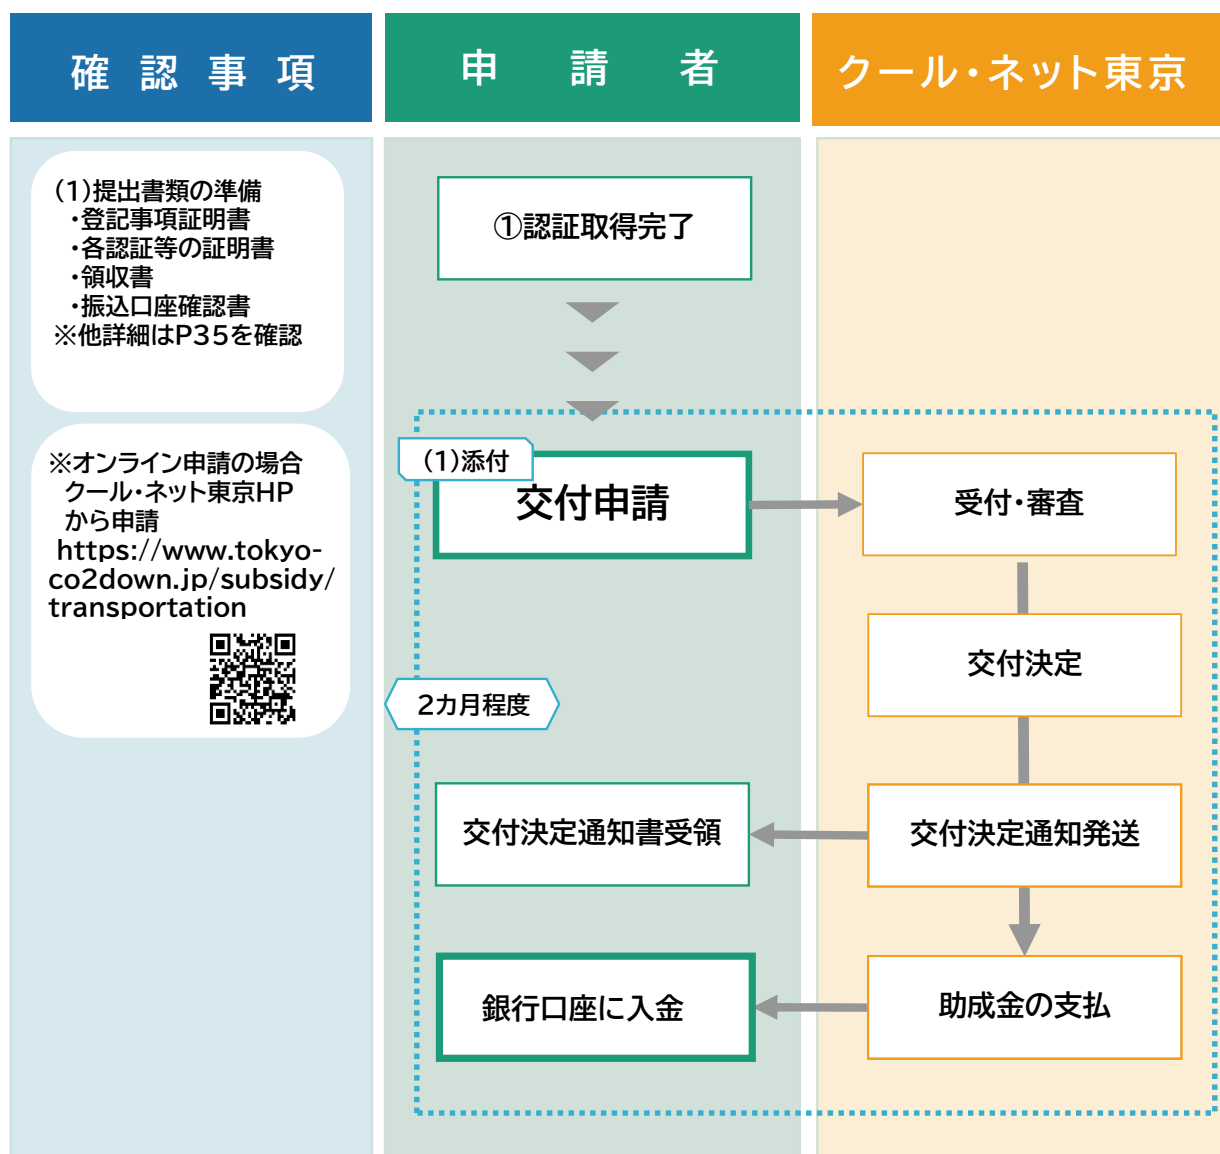 確認事項
申請者
クール・ネット東京
(1)提出書類の準備
・登記事項証明書
・各認証等の証明書
・領収書
・振込口座確認書
※他詳細はP35を確認
※オンライン申請の場合
クール・ネット東京HP
から申請
https://www.tokyo-
co2down.jp/subsidy/
transportation
①認証取得完了
(1)添付
交付申請
受付・審査
交付決定
2カ月程度
交付決定通知書受領
交付決定通知発送
銀行口座に入金
助成金の支払